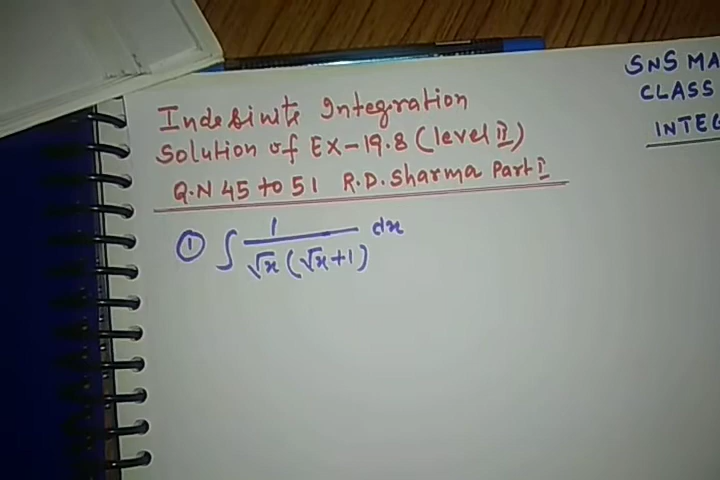 Indefinite Integration
Solution of EX-19.8 (level II)
Q.N 45 to 51 R.D. Sharma Part I
① ∫ 1/(√x (√x+1)) dx
SNS MA
CLASS
INTEG